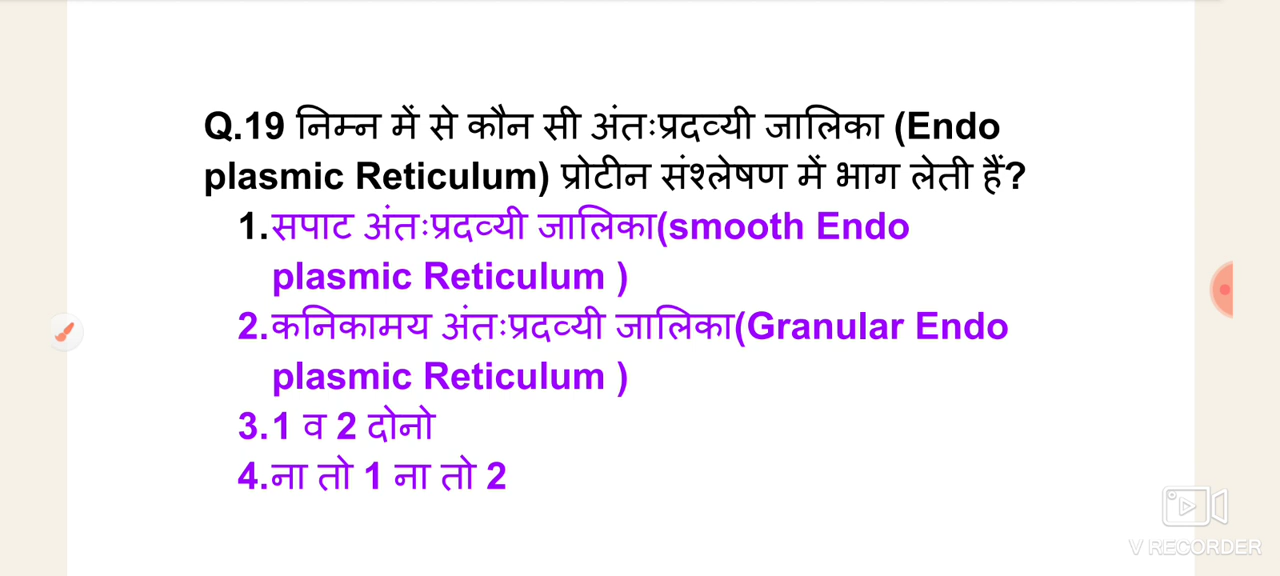 Q.19 निम्न में से कौन सी अंतःप्रदव्यी जालिका (Endo
plasmic Reticulum) प्रोटीन संश्लेषण में भाग लेती हैं?
1.सपाट अंतःप्रदव्यी जालिका(smooth Endo
plasmic Reticulum )
2.कनिकामय अंतःप्रदव्यी जालिका(Granular Endo
plasmic Reticulum )
3.1 व 2 दोनो
4.ना तो 1 ना तो 2
V RECORDER